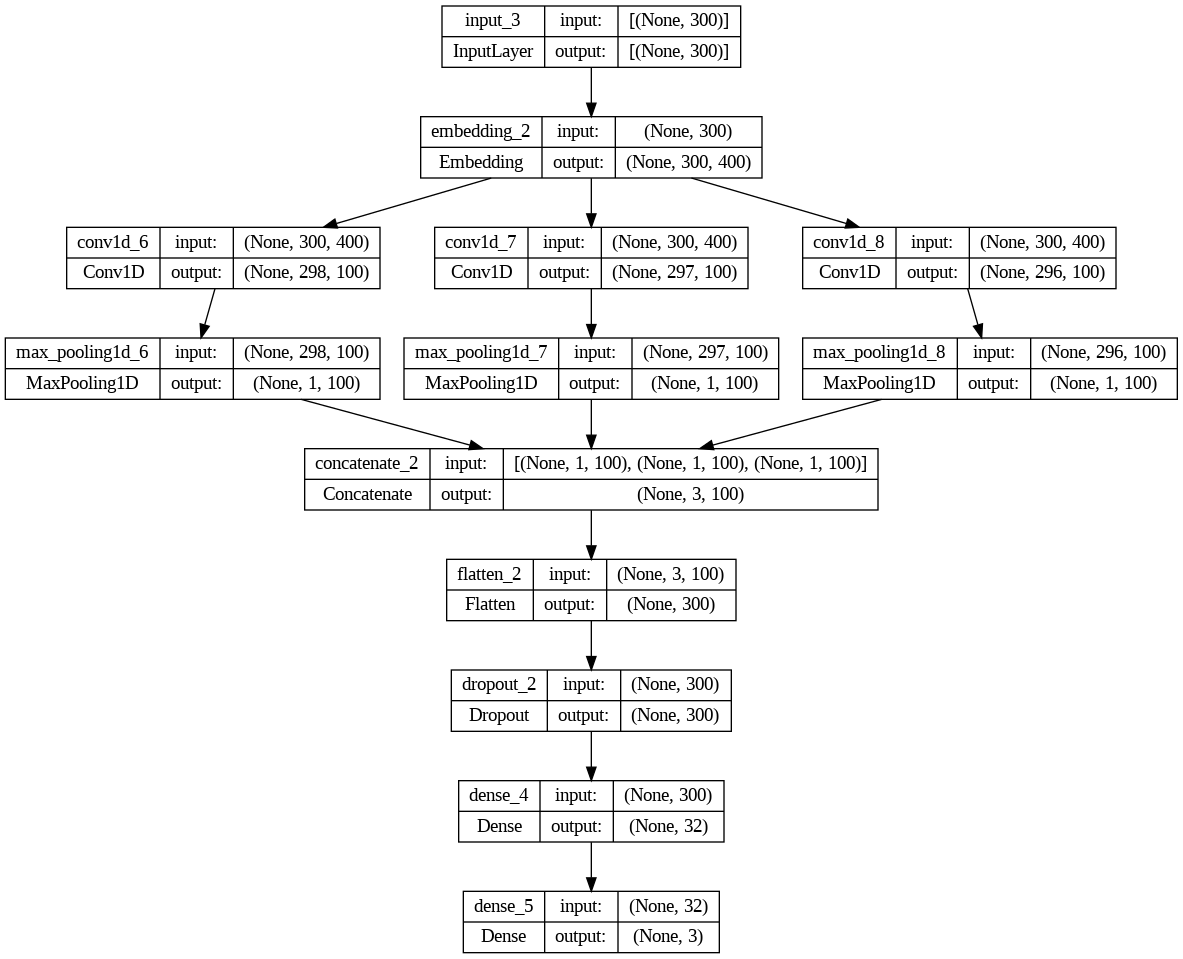 input_3 input: [(None, 300)]
InputLayer output: [(None, 300)]
embedding_2 input: (None, 300)
Embedding output: (None, 300, 400)
conv1d_6 input: (None, 300, 400)
Conv1D output: (None, 298, 100)
conv1d_7 input: (None, 300, 400)
Conv1D output: (None, 297, 100)
conv1d_8 input: (None, 300, 400)
Conv1D output: (None, 296, 100)
max_pooling1d_6 input: (None, 298, 100)
MaxPooling1D output: (None, 1, 100)
max_pooling1d_7 input: (None, 297, 100)
MaxPooling1D output: (None, 1, 100)
max_pooling1d_8 input: (None, 296, 100)
MaxPooling1D output: (None, 1, 100)
concatenate_2 input: [(None, 1, 100), (None, 1, 100), (None, 1, 100)]
Concatenate output: (None, 3, 100)
flatten_2 input: (None, 3, 100)
Flatten output: (None, 300)
dropout_2 input: (None, 300)
Dropout output: (None, 300)
dense_4 input: (None, 300)
Dense output: (None, 32)
dense_5 input: (None, 32)
Dense output: (None, 3)